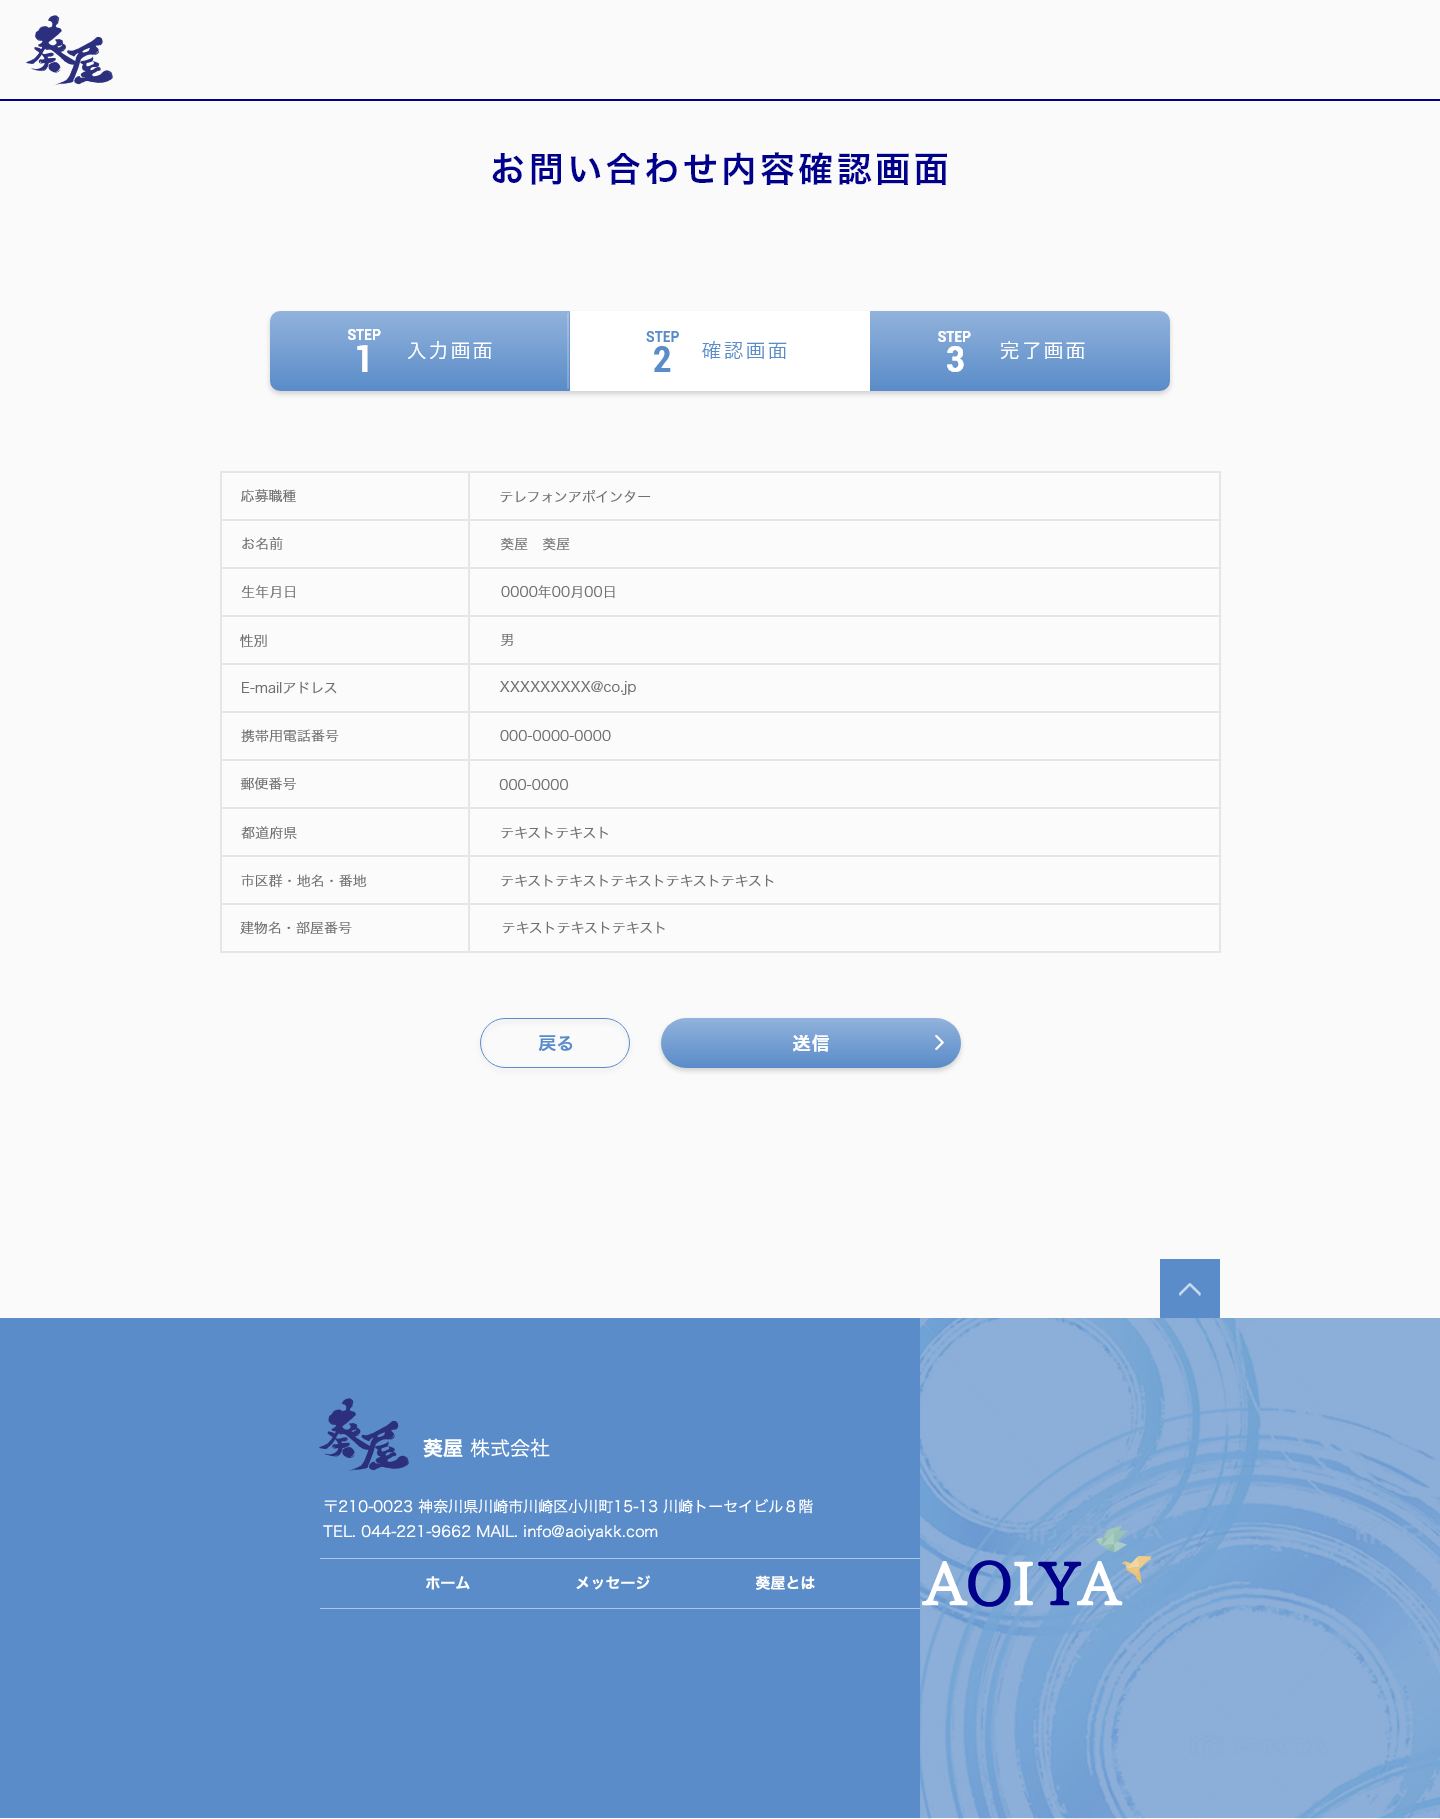 葵屋
お問い合わせ内容確認画面
STEP 1 入力画面
STEP 2 確認画面
STEP 3 完了画面
応募職種 テレフォンアポインター
お名前 葵屋　葵屋
生年月日 0000年00月00日
性別 男
E-mailアドレス XXXXXXXXX@co.jp
携帯用電話番号 000-0000-0000
郵便番号 000-0000
都道府県 テキストテキスト
市区群・地名・番地 テキストテキストテキストテキストテキスト
建物名・部屋番号 テキストテキストテキスト
戻る 送信
葵屋 葵屋 株式会社
〒210-0023 神奈川県川崎市川崎区小川町15-13 川崎トーセイビル８階
TEL. 044-221-9662 MAIL. info@aoiyakk.com
ホーム メッセージ 葵屋とは
AOIYA